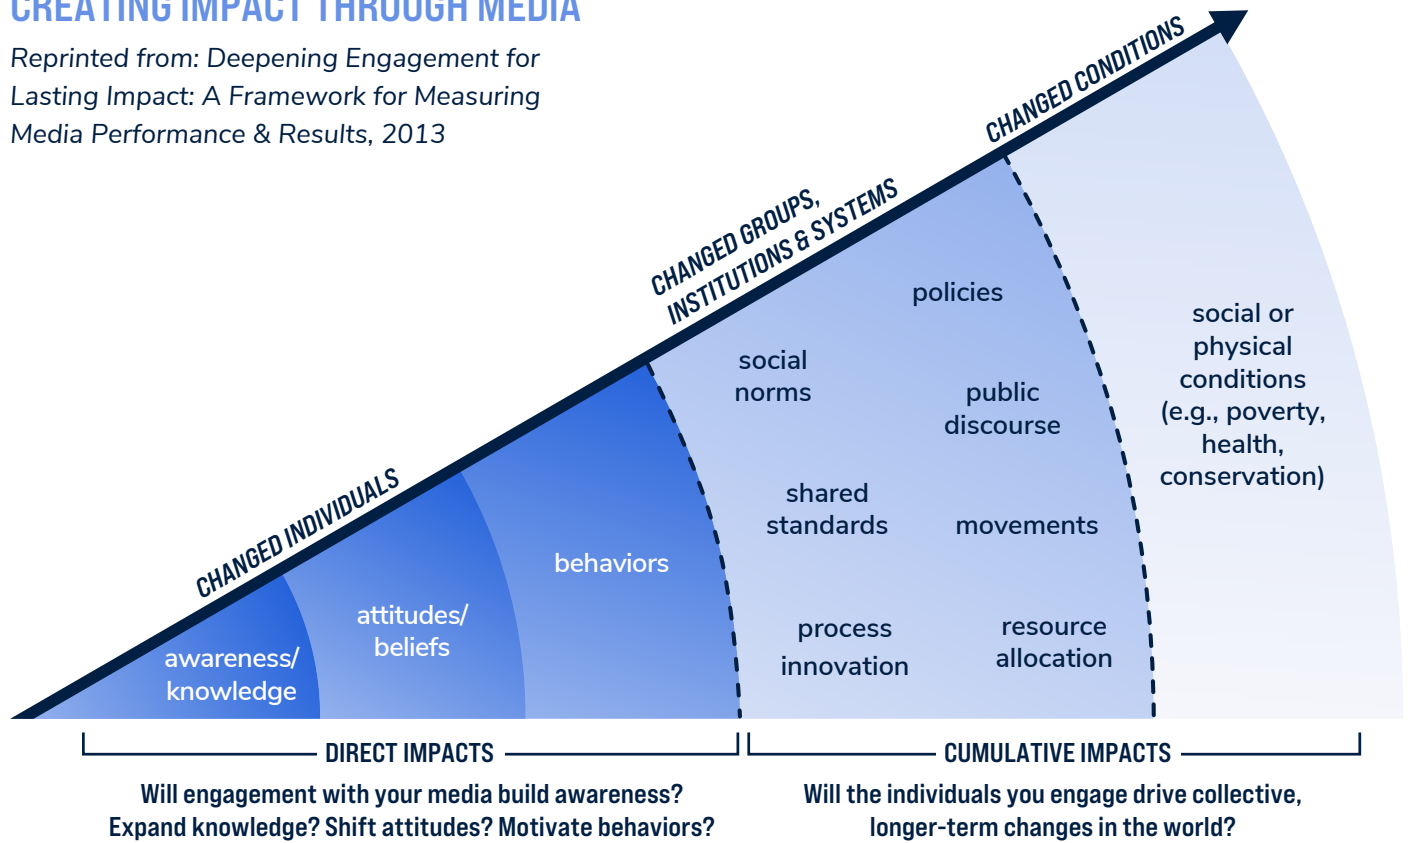 CREATING IMPACT THROUGH MEDIA
Reprinted from: Deepening Engagement for
Lasting Impact: A Framework for Measuring
Media Performance & Results, 2013
CHANGED INDIVIDUALS
CHANGED GROUPS,
INSTITUTIONS & SYSTEMS
CHANGED CONDITIONS
awareness/
knowledge
attitudes/
beliefs
behaviors
social
norms
shared
standards
process
innovation
policies
public
discourse
movements
resource
allocation
social or
physical
conditions
(e.g., poverty,
health,
conservation)
DIRECT IMPACTS
Will engagement with your media build awareness?
Expand knowledge? Shift attitudes? Motivate behaviors?
CUMULATIVE IMPACTS
Will the individuals you engage drive collective,
longer-term changes in the world?